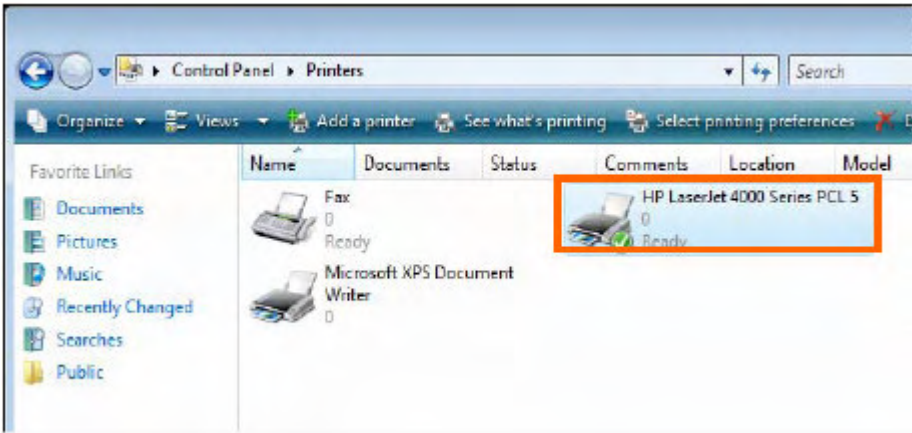 Control Panel ▸ Printers
Search
Organize Views Add a printer See what's printing Select printing preferences
Favorite Links
Documents
Pictures
Music
Recently Changed
Searches
Public
Name Documents Status Comments Location Model
Fax
0
Ready
HP LaserJet 4000 Series PCL 5
0
Ready
Microsoft XPS Document
Writer
0